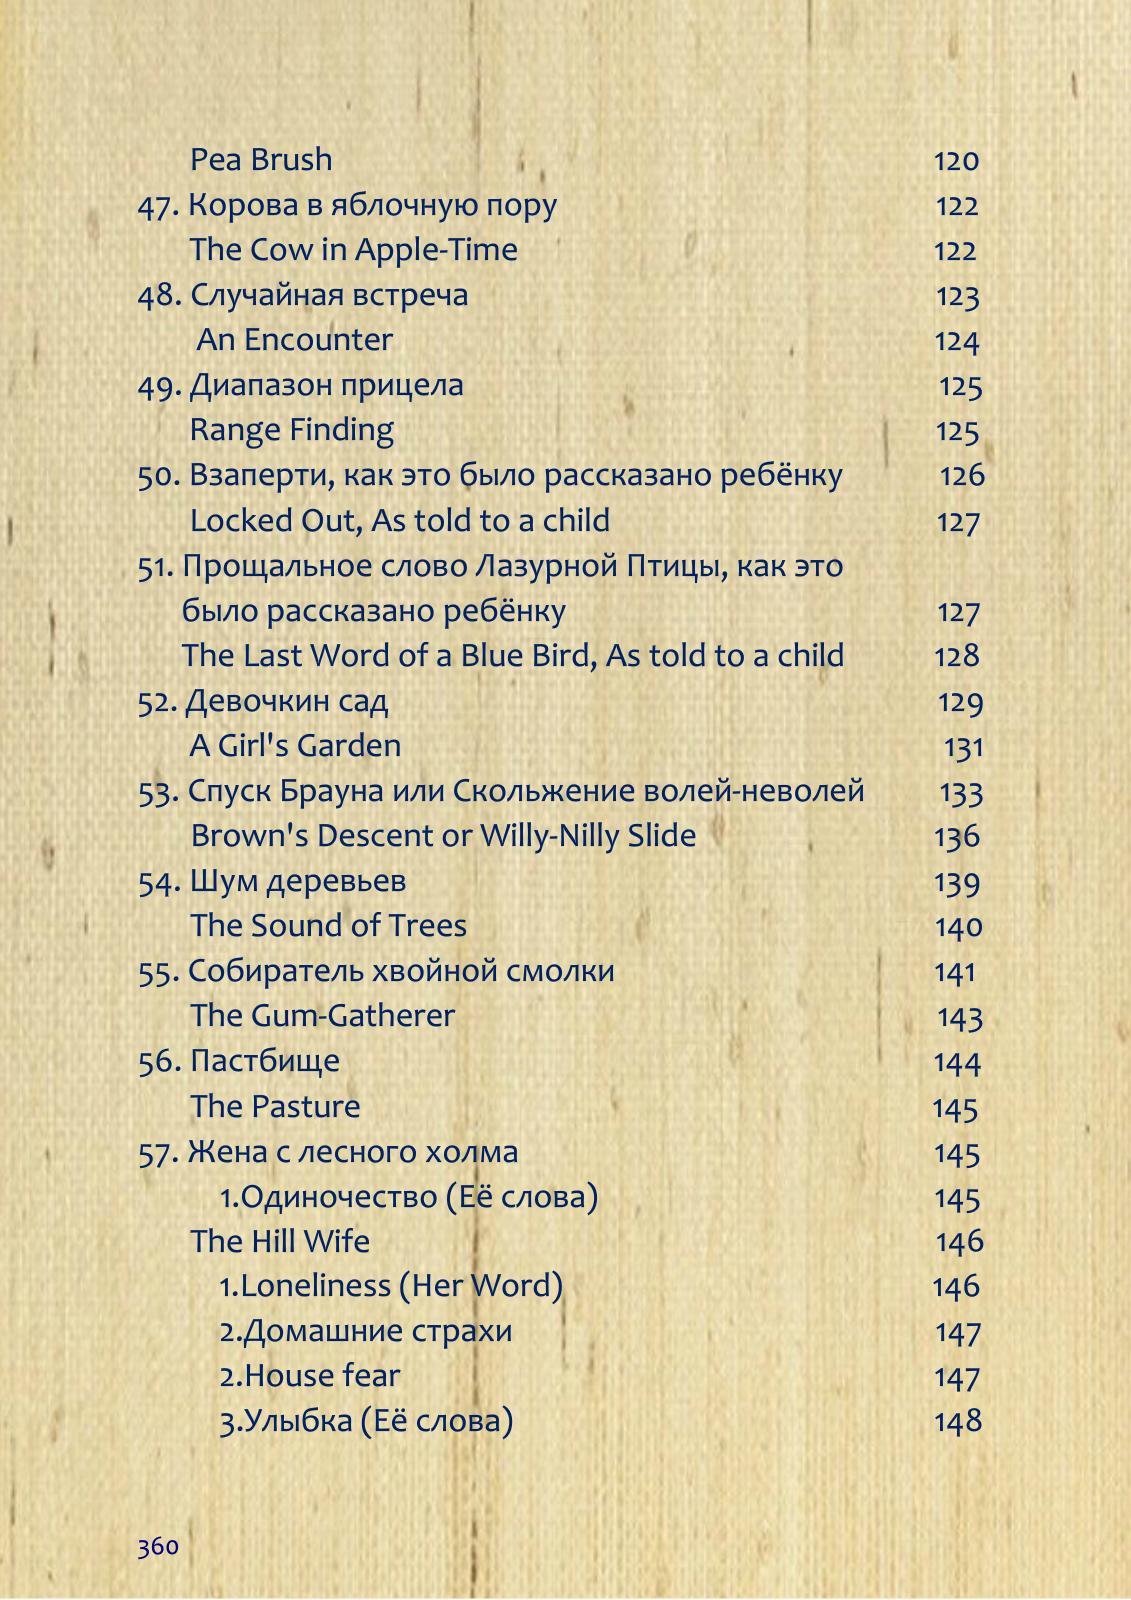 Pea Brush 120
47. Корова в яблочную пору 122
The Cow in Apple-Time 122
48. Случайная встреча 123
An Encounter 124
49. Диапазон прицела 125
Range Finding 125
50. Взаперти, как это было рассказано ребёнку 126
Locked Out, As told to a child 127
51. Прощальное слово Лазурной Птицы, как это
было рассказано ребёнку 127
The Last Word of a Blue Bird, As told to a child 128
52. Девочкин сад 129
A Girl's Garden 131
53. Спуск Брауна или Скольжение волей-неволей 133
Brown's Descent or Willy-Nilly Slide 136
54. Шум деревьев 139
The Sound of Trees 140
55. Собиратель хвойной смолки 141
The Gum-Gatherer 143
56. Пастбище 144
The Pasture 145
57. Жена с лесного холма 145
1.Одиночество (Её слова) 145
The Hill Wife 146
1.Loneliness (Her Word) 146
2.Домашние страхи 147
2.House fear 147
3.Улыбка (Её слова) 148
360